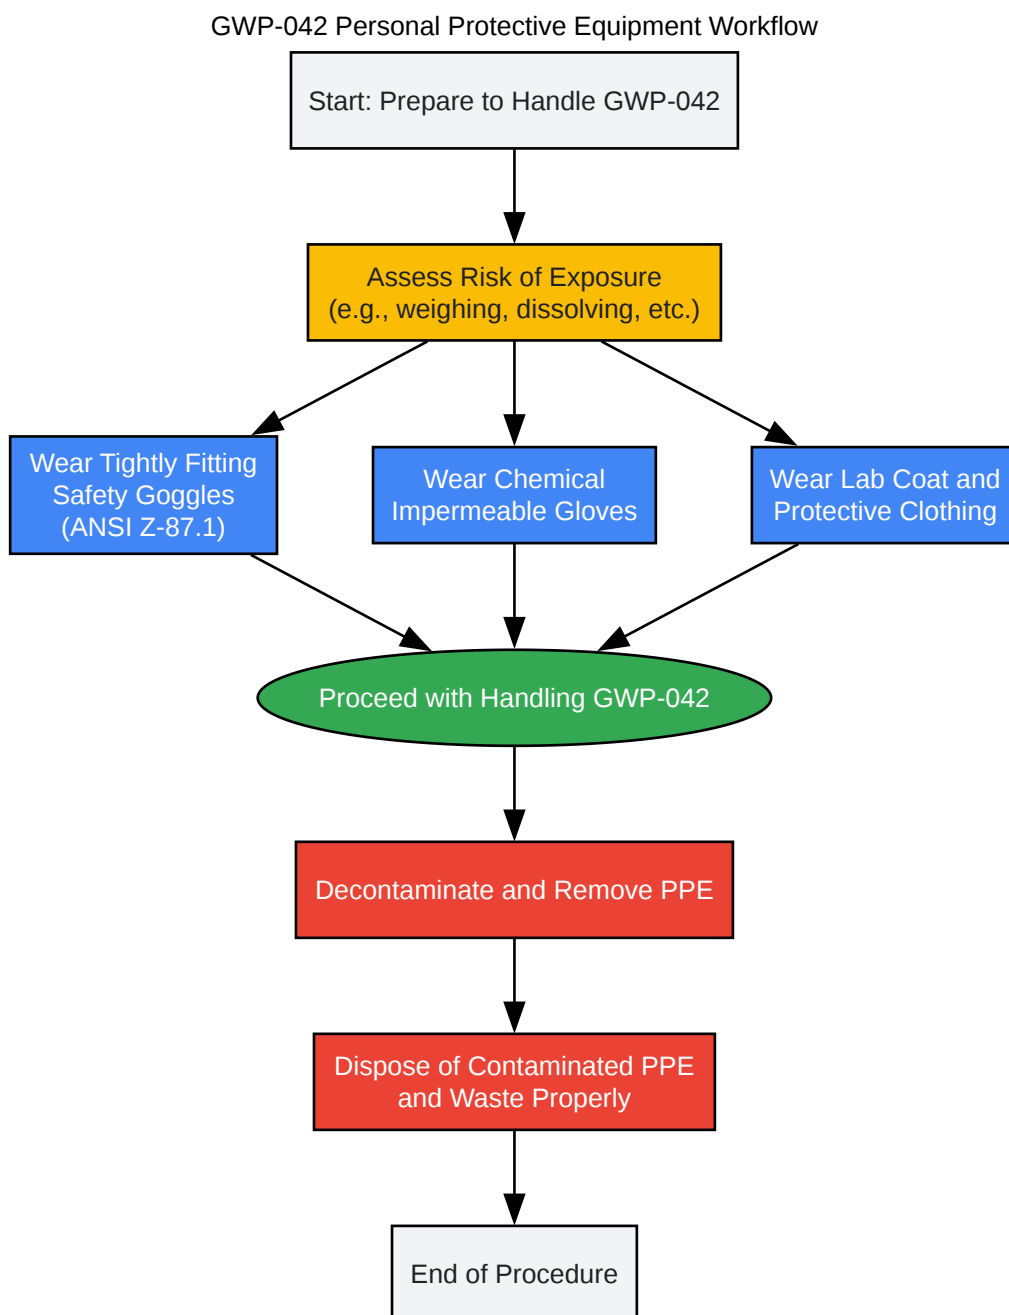 GWP-042 Personal Protective Equipment Workflow
Start: Prepare to Handle GWP-042
Assess Risk of Exposure
(e.g., weighing, dissolving, etc.)
Wear Tightly Fitting
Safety Goggles
(ANSI Z-87.1)
Wear Chemical
Impermeable Gloves
Wear Lab Coat and
Protective Clothing
Proceed with Handling GWP-042
Decontaminate and Remove PPE
Dispose of Contaminated PPE
and Waste Properly
End of Procedure